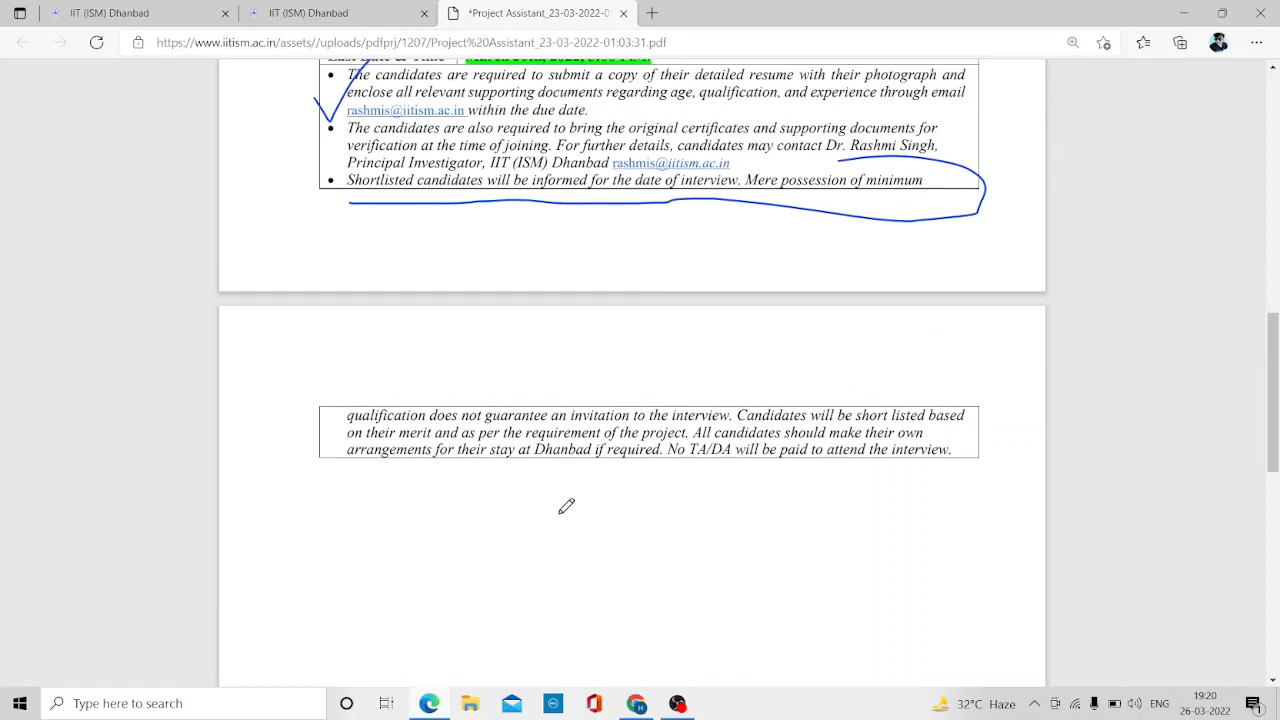 IIT (ISM) Dhanbad
IIT (ISM) Dhanbad
*Project Assistant_23-03-2022-0
https://www.iitism.ac.in/assets//uploads/pdfprj/1207/Project%20Assistant_23-03-2022-01:03:31.pdf
• The candidates are required to submit a copy of their detailed resume with their photograph and
enclose all relevant supporting documents regarding age, qualification, and experience through email
rashmis@iitism.ac.in within the due date.
• The candidates are also required to bring the original certificates and supporting documents for
verification at the time of joining. For further details, candidates may contact Dr. Rashmi Singh,
Principal Investigator, IIT (ISM) Dhanbad rashmis@iitism.ac.in
• Shortlisted candidates will be informed for the date of interview. Mere possession of minimum
qualification does not guarantee an invitation to the interview. Candidates will be short listed based
on their merit and as per the requirement of the project. All candidates should make their own
arrangements for their stay at Dhanbad if required. No TA/DA will be paid to attend the interview.
Type here to search
32°C Haze
ENG
19:20
26-03-2022